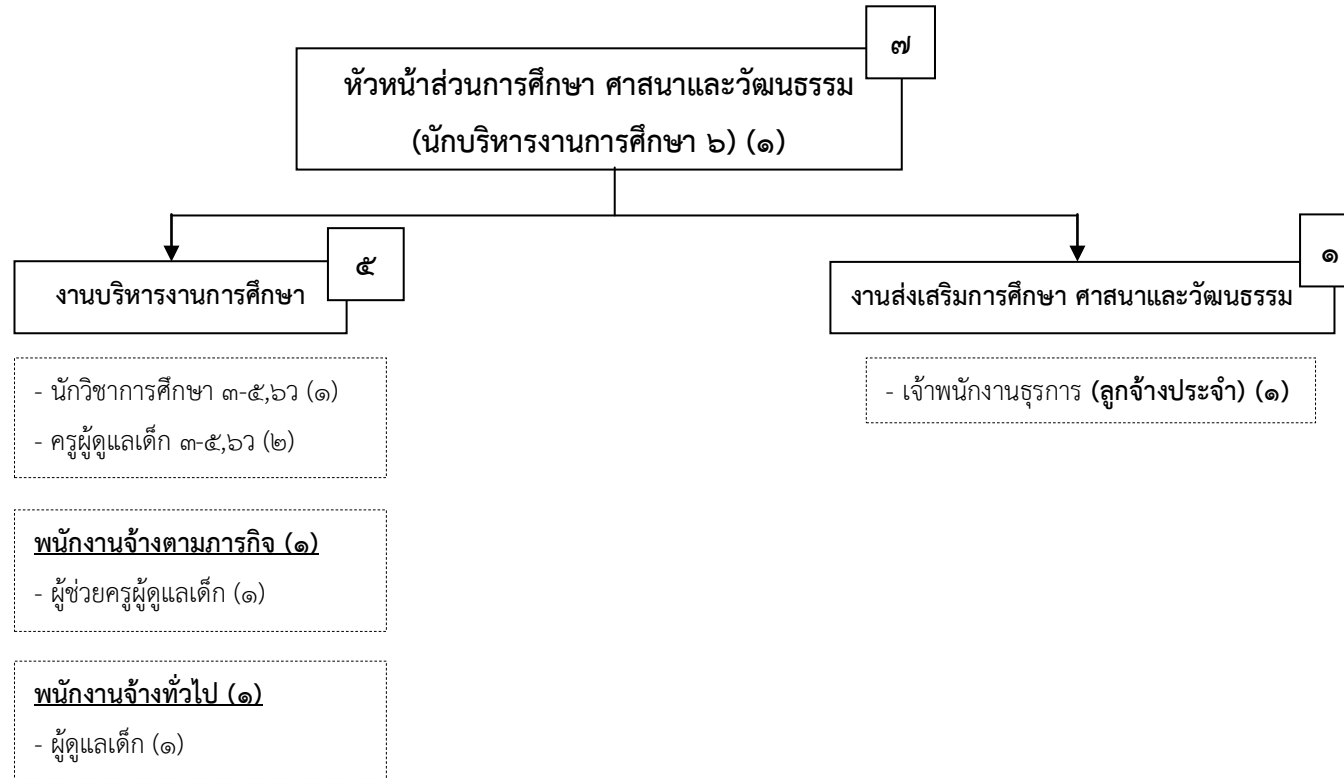 ๗
หัวหน้าส่วนการศึกษา ศาสนาและวัฒนธรรม
(นักบริหารงานการศึกษา ๖) (๑)
๕
งานบริหารงานการศึกษา
๑
งานส่งเสริมการศึกษา ศาสนาและวัฒนธรรม
- นักวิชาการศึกษา ๓-๕,๖ว (๑)
- ครูผู้ดูแลเด็ก ๓-๕,๖ว (๒)
- เจ้าพนักงานธุรการ (ลูกจ้างประจำ) (๑)
พนักงานจ้างตามภารกิจ (๑)
- ผู้ช่วยครูผู้ดูแลเด็ก (๑)
พนักงานจ้างทั่วไป (๑)
- ผู้ดูแลเด็ก (๑)